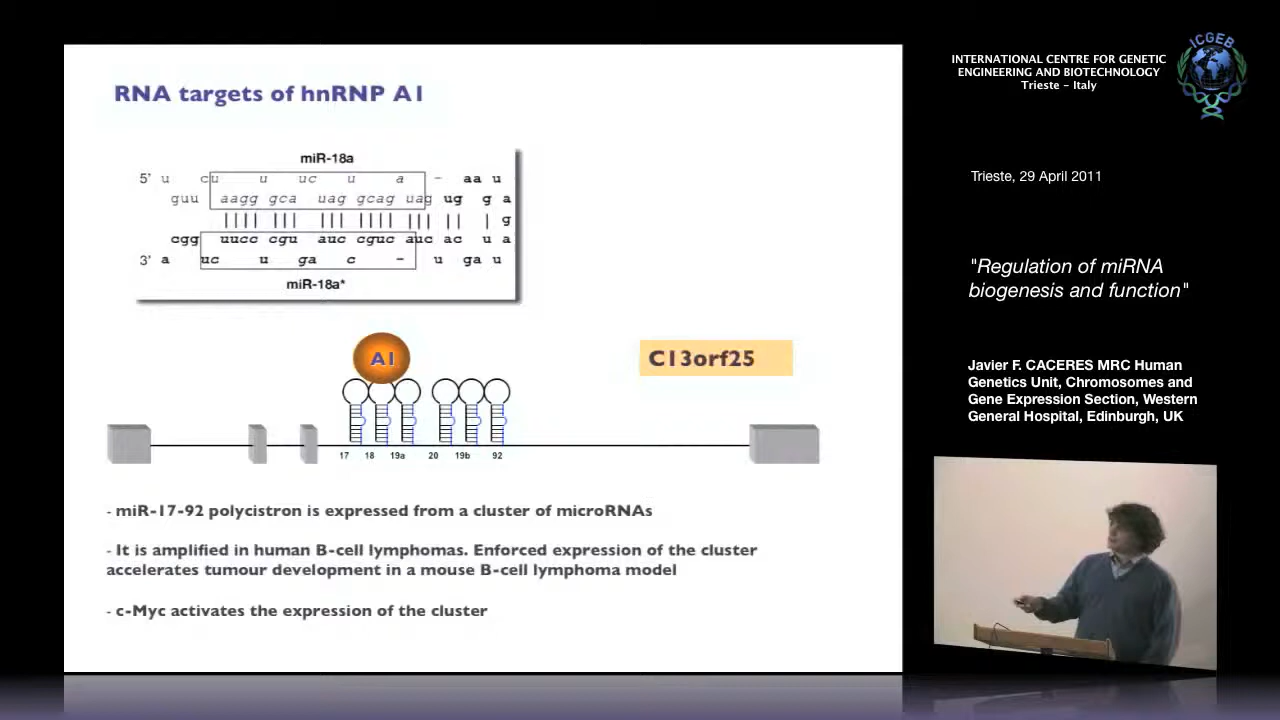 RNA targets of hnRNP A1
miR-18a
5' u cu u uc u a - aa u
guu aagg gca uag gcag uag ug g a
g
cgg uucc cgu auc cguc auc ac u a
3' a uc u ga c - u ga u
miR-18a*
A1
C13orf25
17 18 19a 20 19b 92
- miR-17-92 polycistron is expressed from a cluster of microRNAs
- It is amplified in human B-cell lymphomas. Enforced expression of the cluster
accelerates tumour development in a mouse B-cell lymphoma model
- c-Myc activates the expression of the cluster
INTERNATIONAL CENTRE FOR GENETIC
ENGINEERING AND BIOTECHNOLOGY
Trieste - Italy
ICGEB
Trieste, 29 April 2011
"Regulation of miRNA
biogenesis and function"
Javier F. CACERES MRC Human
Genetics Unit, Chromosomes and
Gene Expression Section, Western
General Hospital, Edinburgh, UK